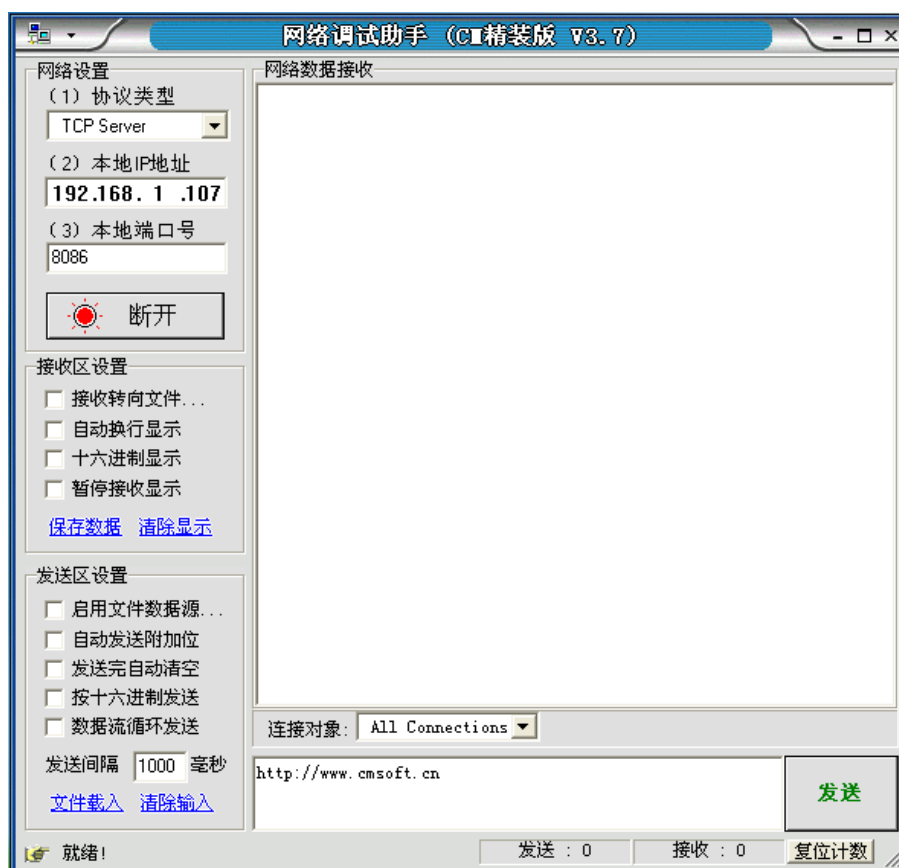 网络调试助手 (CM精装版 V3.7)
网络设置
(1) 协议类型
TCP Server
(2) 本地IP地址
192.168. 1 .107
(3) 本地端口号
8086
断开
接收区设置
接收转向文件...
自动换行显示
十六进制显示
暂停接收显示
保存数据 清除显示
发送区设置
启用文件数据源...
自动发送附加位
发送完自动清空
按十六进制发送
数据流循环发送
发送间隔 1000 毫秒
文件载入 清除输入
网络数据接收
连接对象: All Connections
http://www.cmsoft.cn
发送
就绪!
发送 : 0
接收 : 0
复位计数